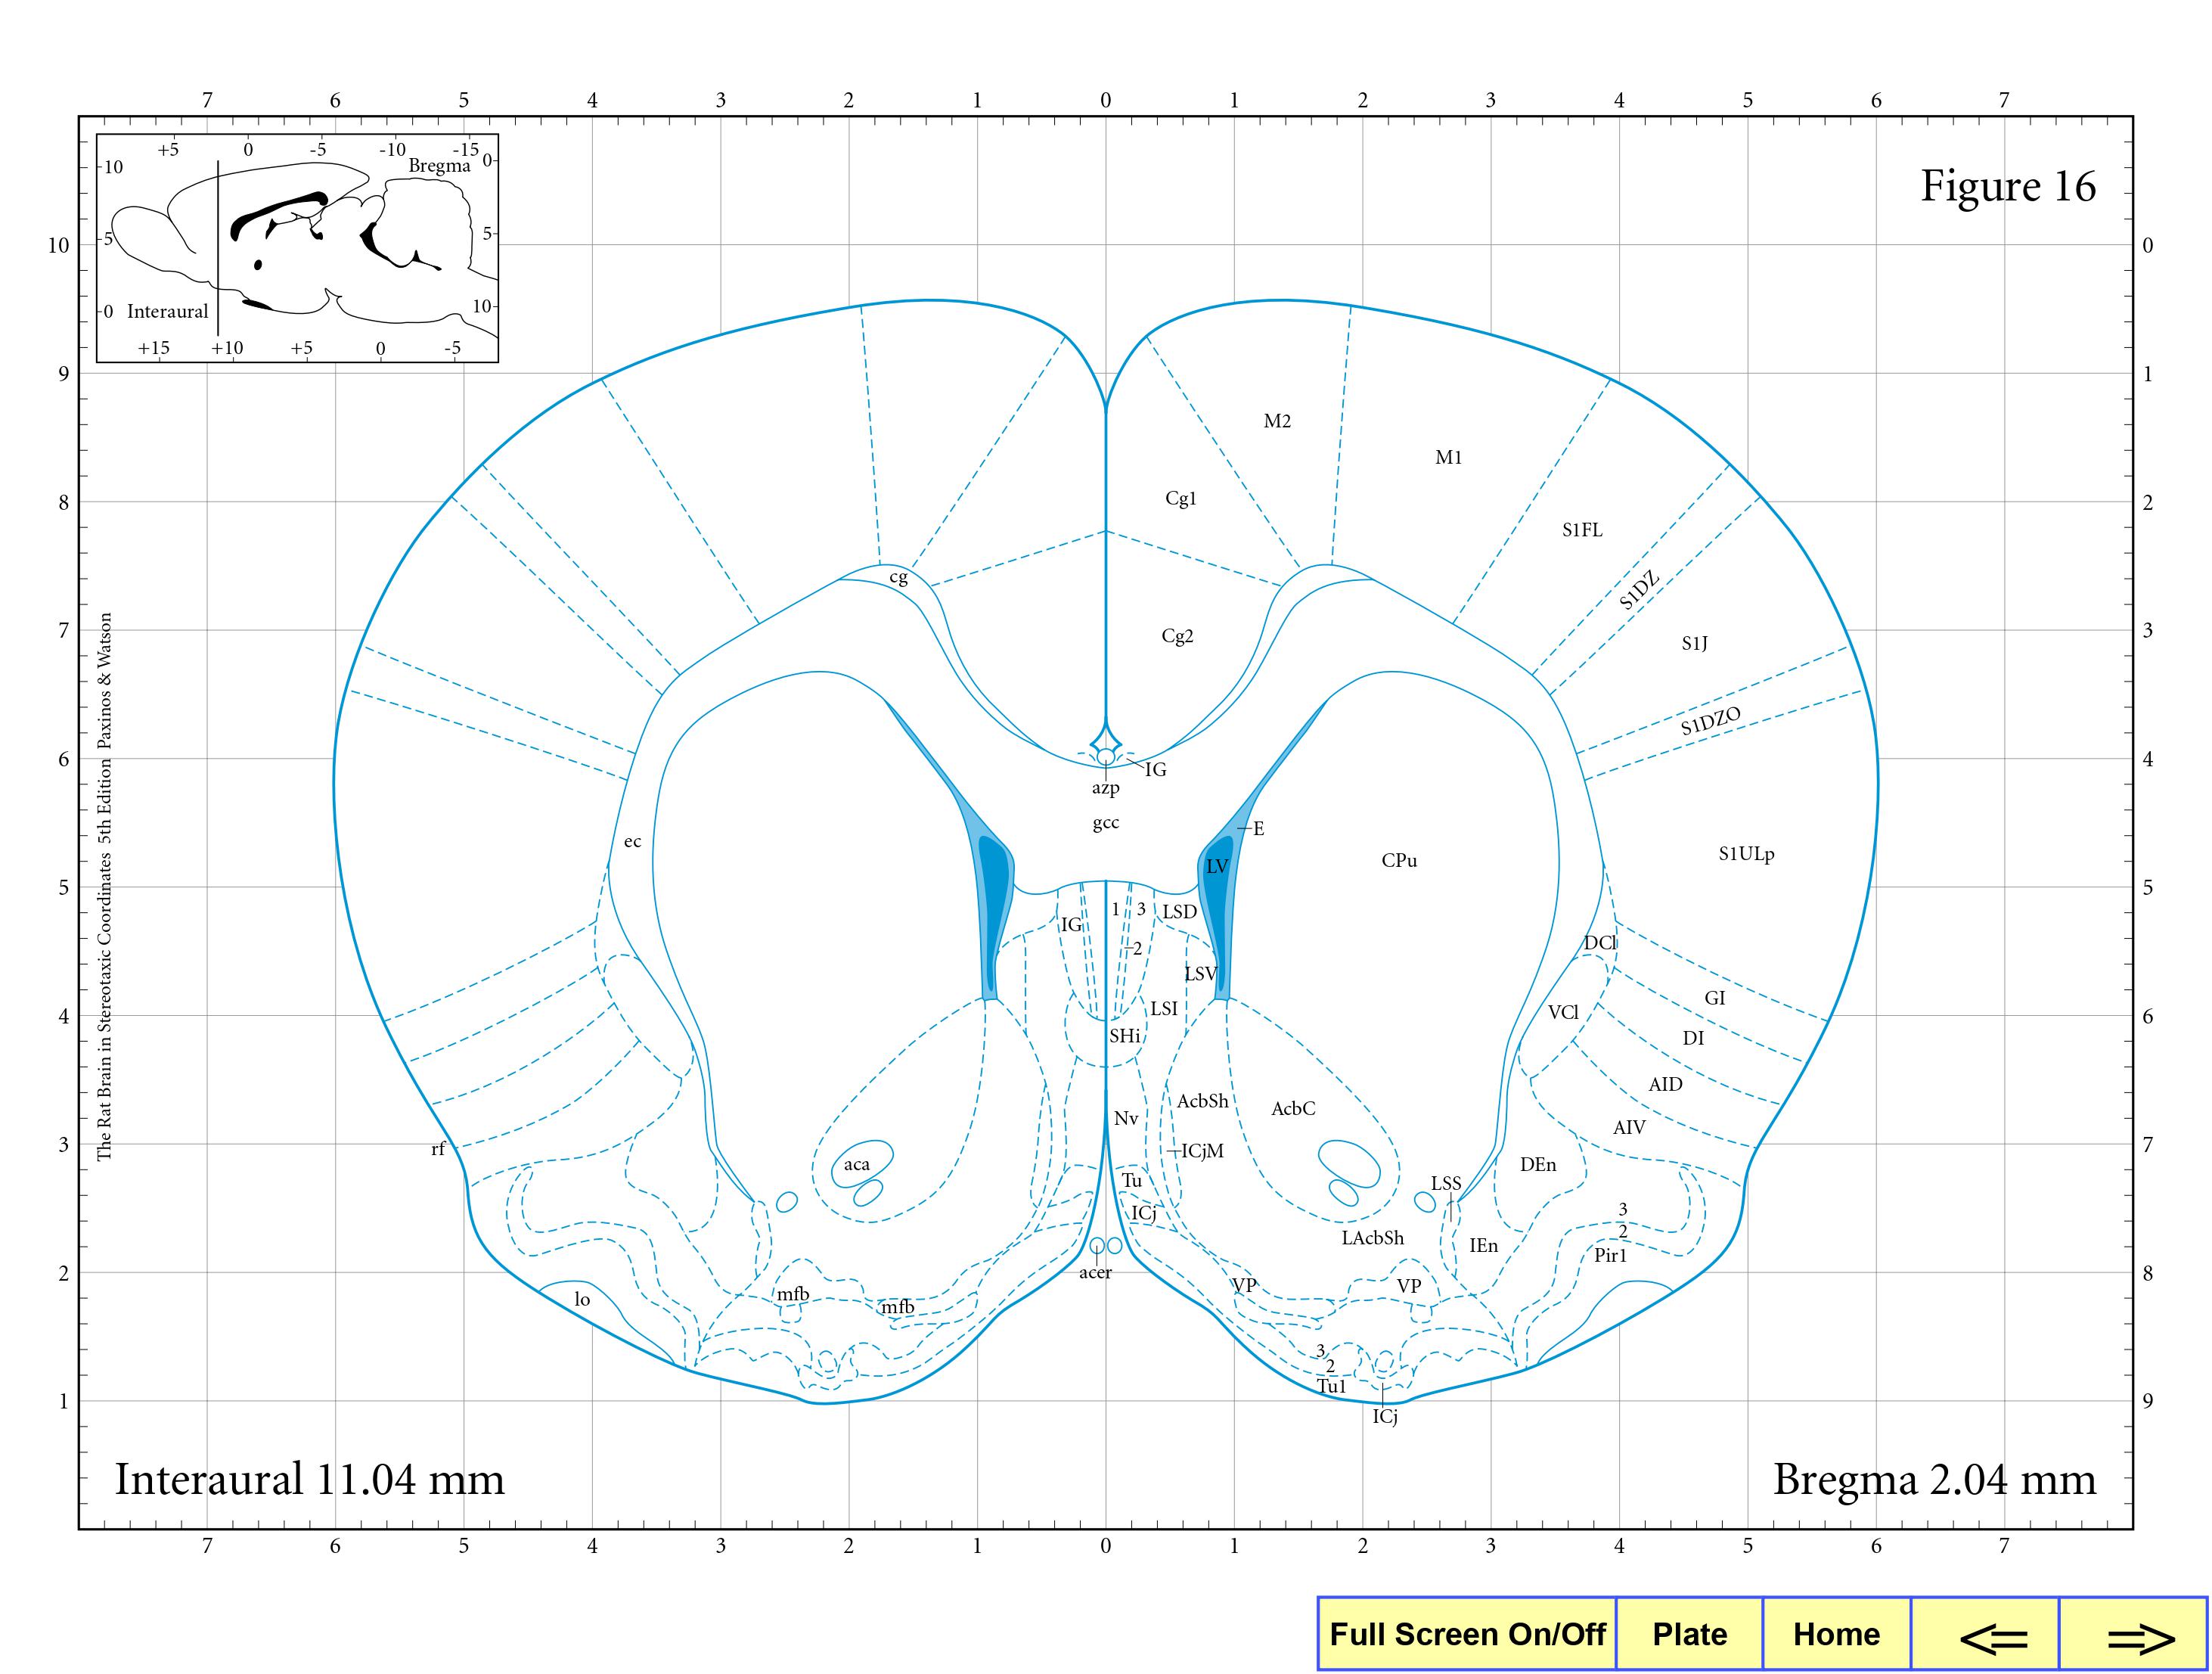 7 6 5 4 3 2 1 0 1 2 3 4 5 6 7
+5 0 -5 -10 -15
Bregma
0
10
5
5
10
0 Interaural
+15 +10 +5 0 -5
Figure 16
10 0
9 1
8 2
7 3
6 4
5 5
4 6
3 7
2 8
1 9
The Rat Brain in Stereotaxic Coordinates 5th Edition Paxinos & Watson
M2
M1
Cg1
S1FL
cg
S1DZ
Cg2
S1J
S1DZO
IG
azp
gcc
E
ec
S1ULp
CPu
LV
1 3 LSD
IG
2
DCl
LSV
GI
LSI
VCl
SHi
DI
AID
AcbSh
AcbC
Nv
AIV
rf
ICjM
aca
DEn
Tu
LSS
ICj
3
2
LAcbSh
IEn
Pir1
acer
VP
VP
mfb
lo
mfb
3
2
Tu1
ICj
Interaural 11.04 mm
Bregma 2.04 mm
7 6 5 4 3 2 1 0 1 2 3 4 5 6 7
Full Screen On/Off Plate Home <= =>